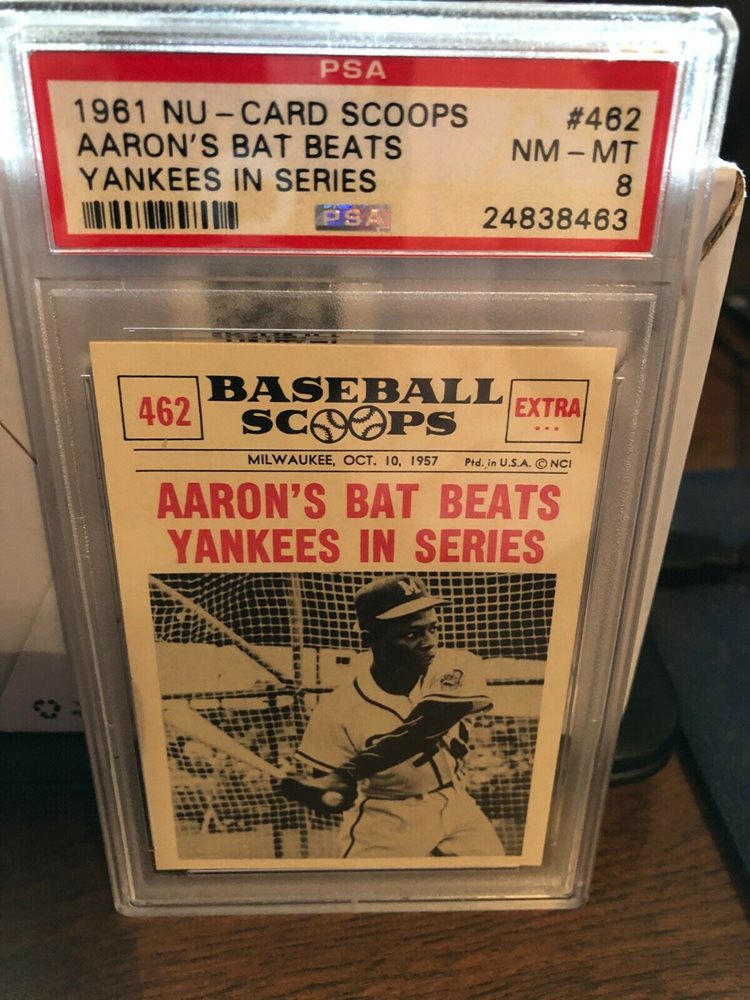 PSA
1961 NU-CARD SCOOPS #462
AARON'S BAT BEATS NM-MT
YANKEES IN SERIES 8
PSA 24838463
462 BASEBALL EXTRA
SCOOPS
MILWAUKEE, OCT. 10, 1957 Ptd. in U.S.A. © NCI
AARON'S BAT BEATS
YANKEES IN SERIES
M